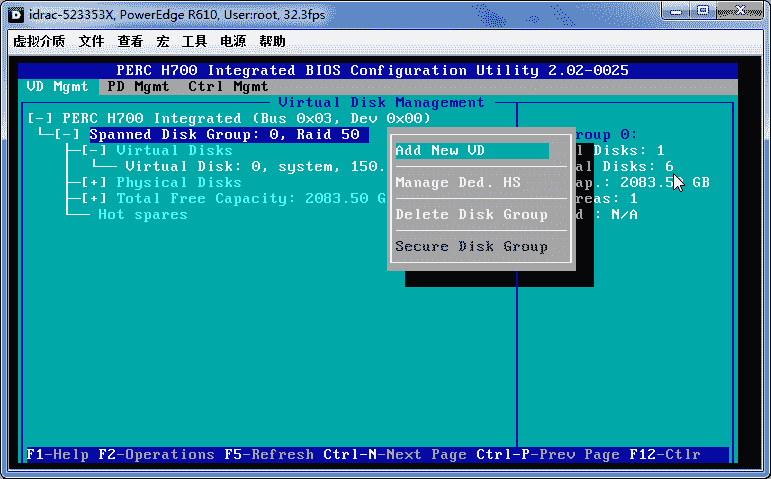 idrac-523353X, PowerEdge R610, User:root, 32.3fps
虚拟介质 文件 查看 宏 工具 电源 帮助
PERC H700 Integrated BIOS Configuration Utility 2.02-0025
VD Mgmt PD Mgmt Ctrl Mgmt
Virtual Disk Management
[-] PERC H700 Integrated (Bus 0x03, Dev 0x00)
[-] Spanned Disk Group: 0, Raid 50
roup 0:
[-] Virtual Disks
Add New VD
l Disks: 1
Virtual Disk: 0, system, 150.
al Disks: 6
[+] Physical Disks
Manage Ded. HS
ap.: 2083.5 GB
[+] Total Free Capacity: 2083.50 G
reas: 1
Hot spares
Delete Disk Group
d : N/A
Secure Disk Group
F1-Help F2-Operations F5-Refresh Ctrl-N-Next Page Ctrl-P-Prev Page F12-Ctlr